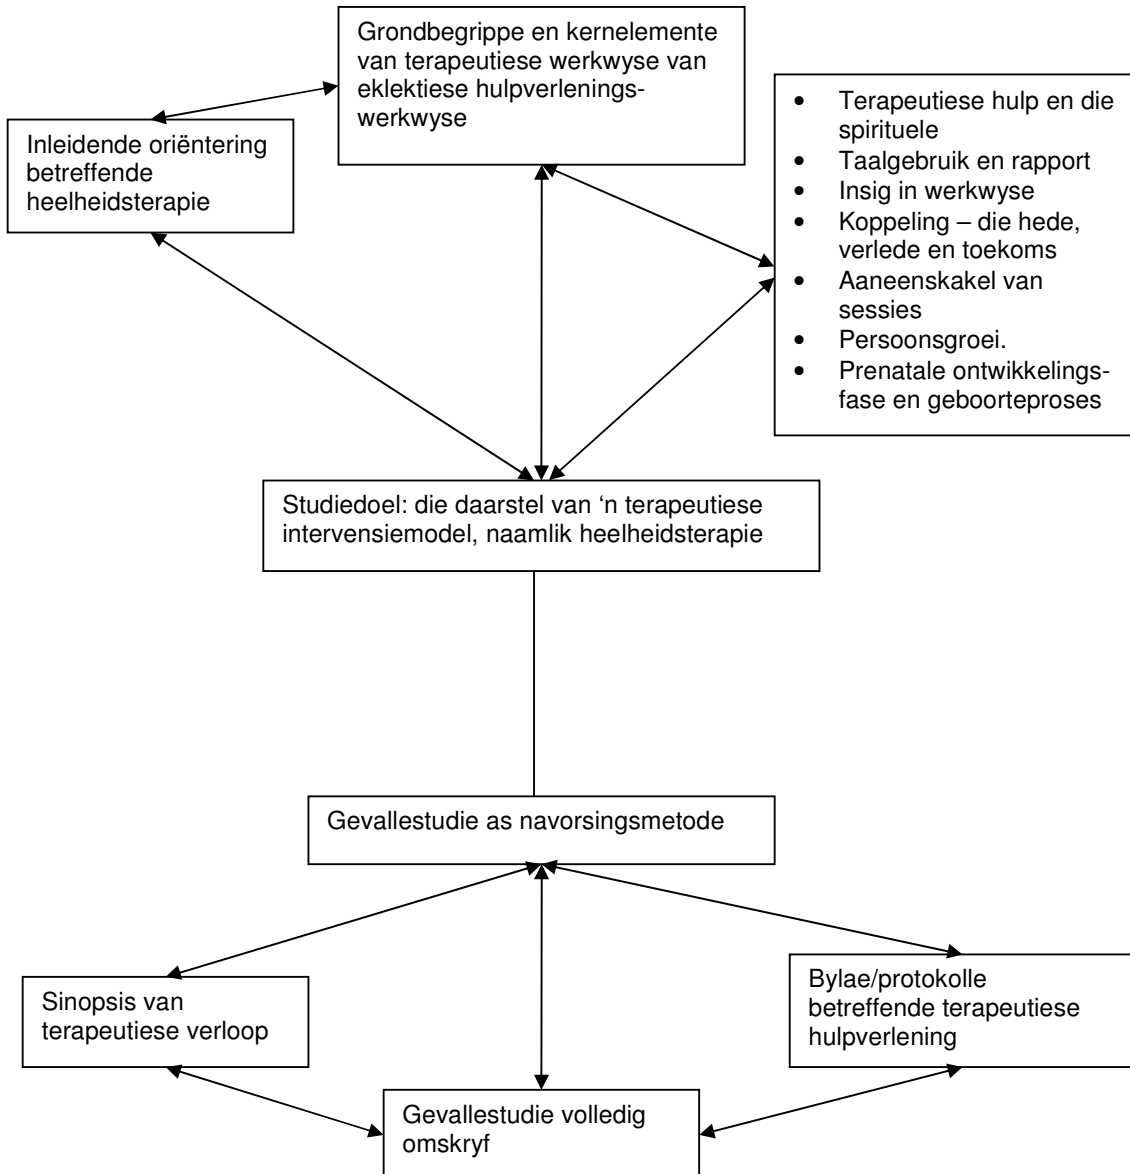 Grondbegrippe en kernelemente
van terapeutiese werkwyse van
eklektiese hulpverlenings-
werkwyse
Inleidende oriëntering
betreffende
heelheidsterapie
• Terapeutiese hulp en die
spirituele
• Taalgebruik en rapport
• Insig in werkwyse
• Koppeling – die hede,
verlede en toekoms
• Aaneenskakel van
sessies
• Persoonsgroei.
• Prenatale ontwikkelings-
fase en geboorteproses
Studiedoel: die daarstel van ‘n terapeutiese
intervensiemodel, naamlik heelheidsterapie
Gevallestudie as navorsingsmetode
Sinopsis van
terapeutiese verloop
Bylae/protokolle
betreffende terapeutiese
hulpverlening
Gevallestudie volledig
omskryf